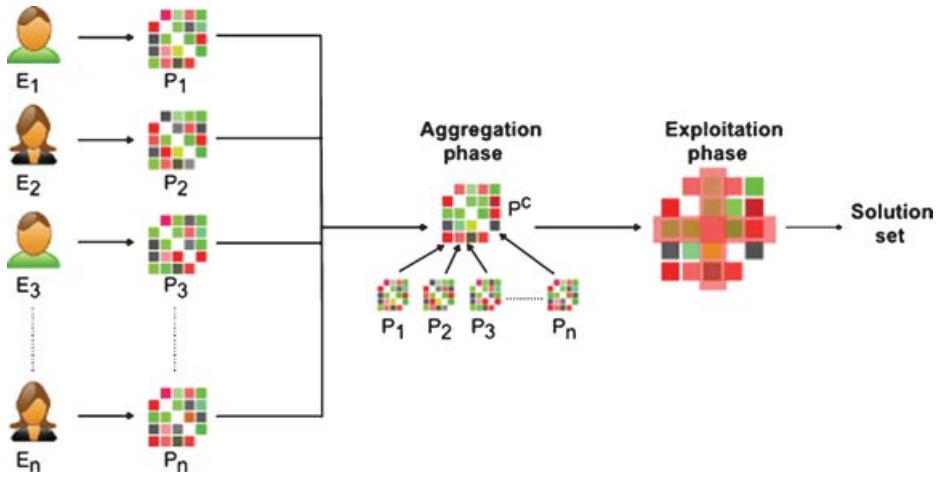 E1
P1
E2
P2
E3
P3
En
Pn
Aggregation
phase
PC
P1
P2
P3
Pn
Exploitation
phase
Solution
set